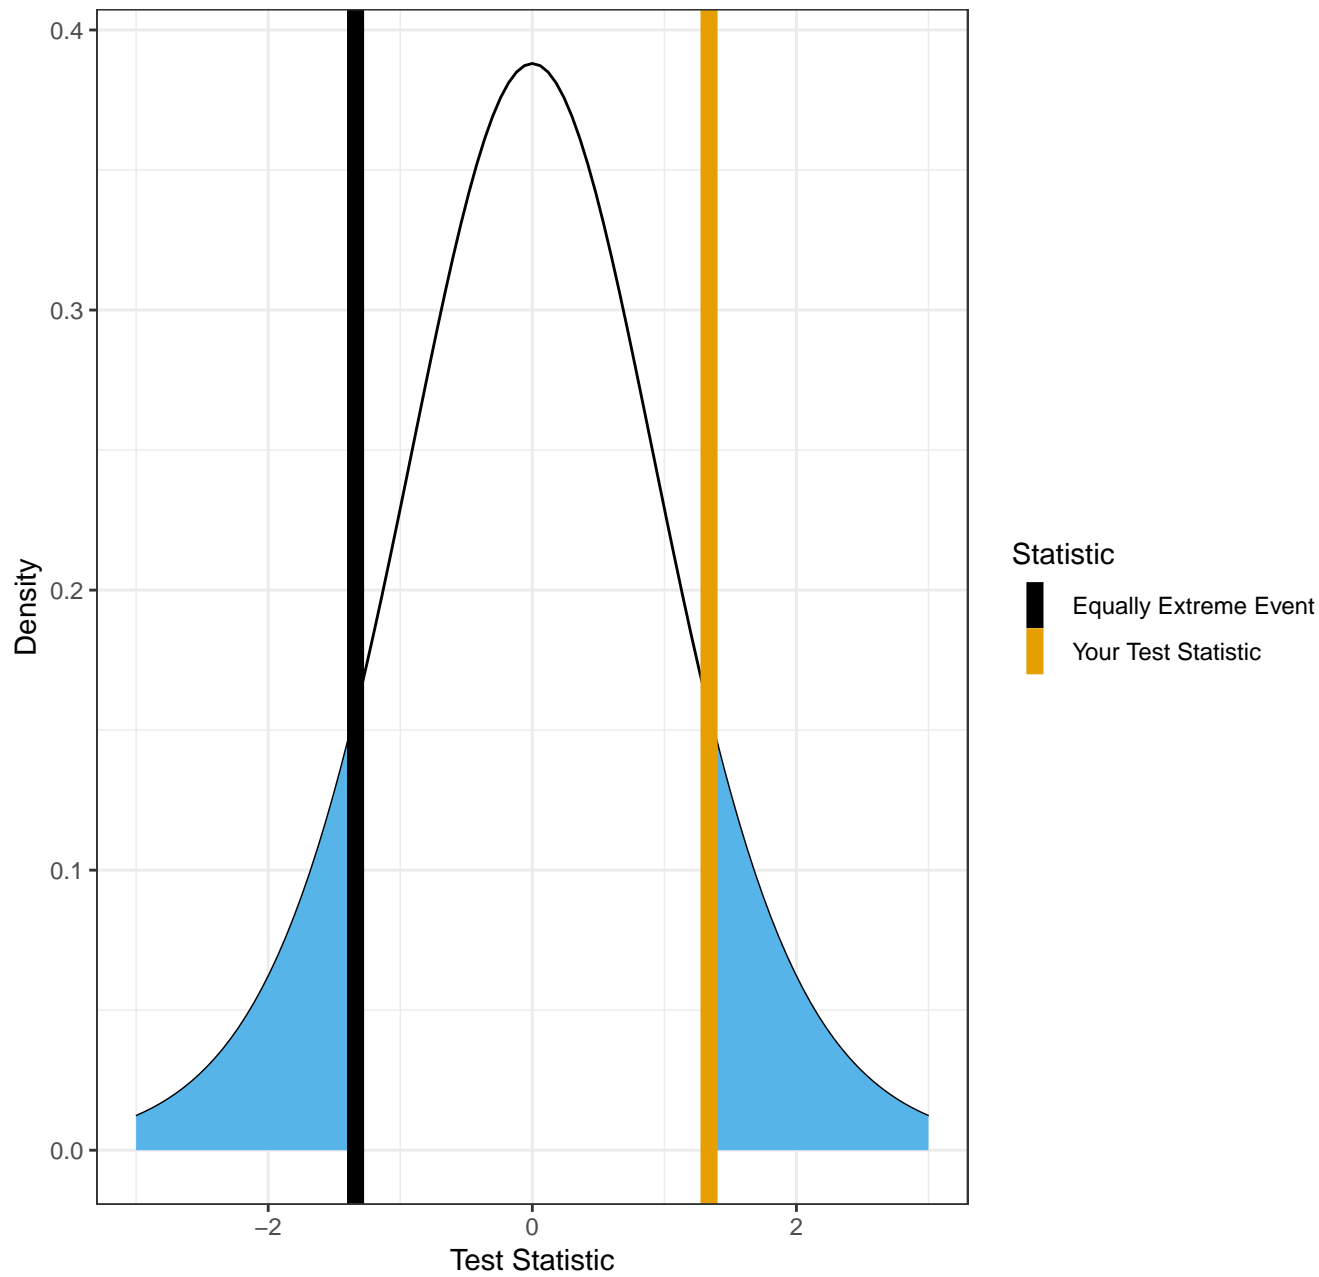 0.4
0.3
0.2
0.1
0.0
Density
−2 0 2
Test Statistic
Statistic
Equally Extreme Event
Your Test Statistic